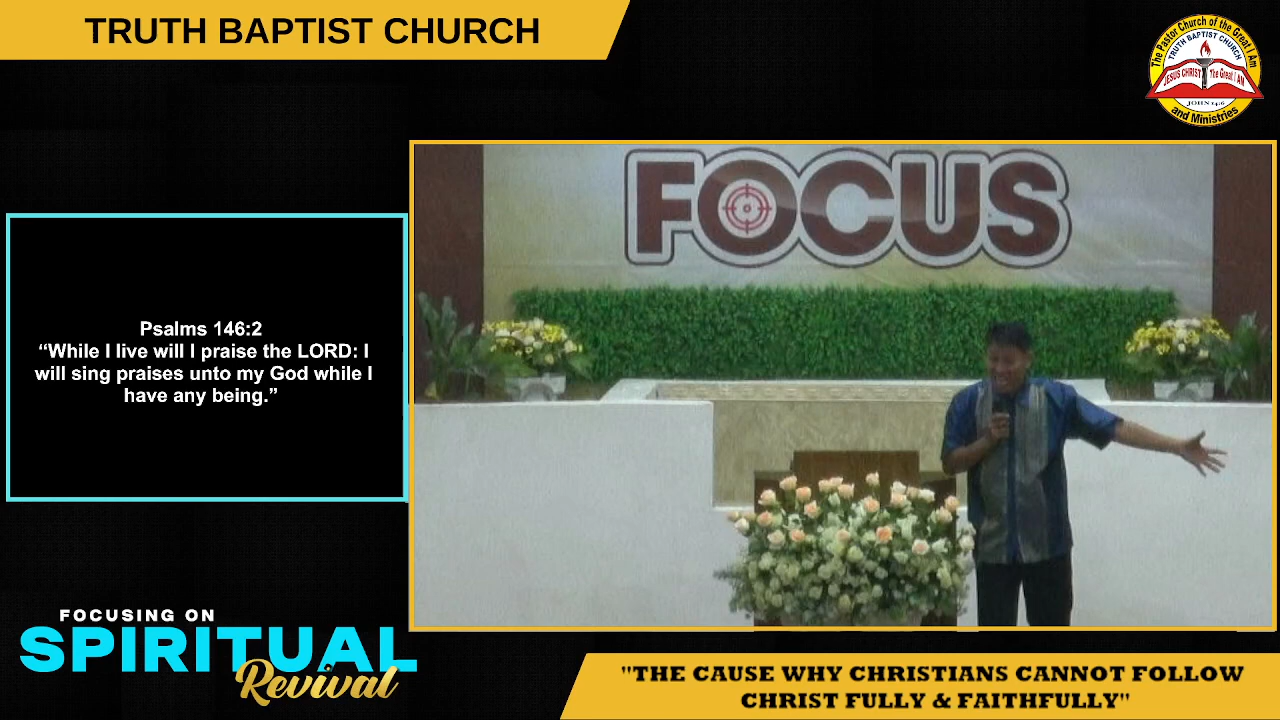 TRUTH BAPTIST CHURCH
The Pastor Church of the Great I Am
TRUTH BAPTIST CHURCH
JESUS CHRIST The Great I AM
JOHN 14:6
and Ministries
FOCUS
Psalms 146:2
“While I live will I praise the LORD: I
will sing praises unto my God while I
have any being.”
FOCUSING ON
SPIRITUAL
Revival
"THE CAUSE WHY CHRISTIANS CANNOT FOLLOW
CHRIST FULLY & FAITHFULLY"